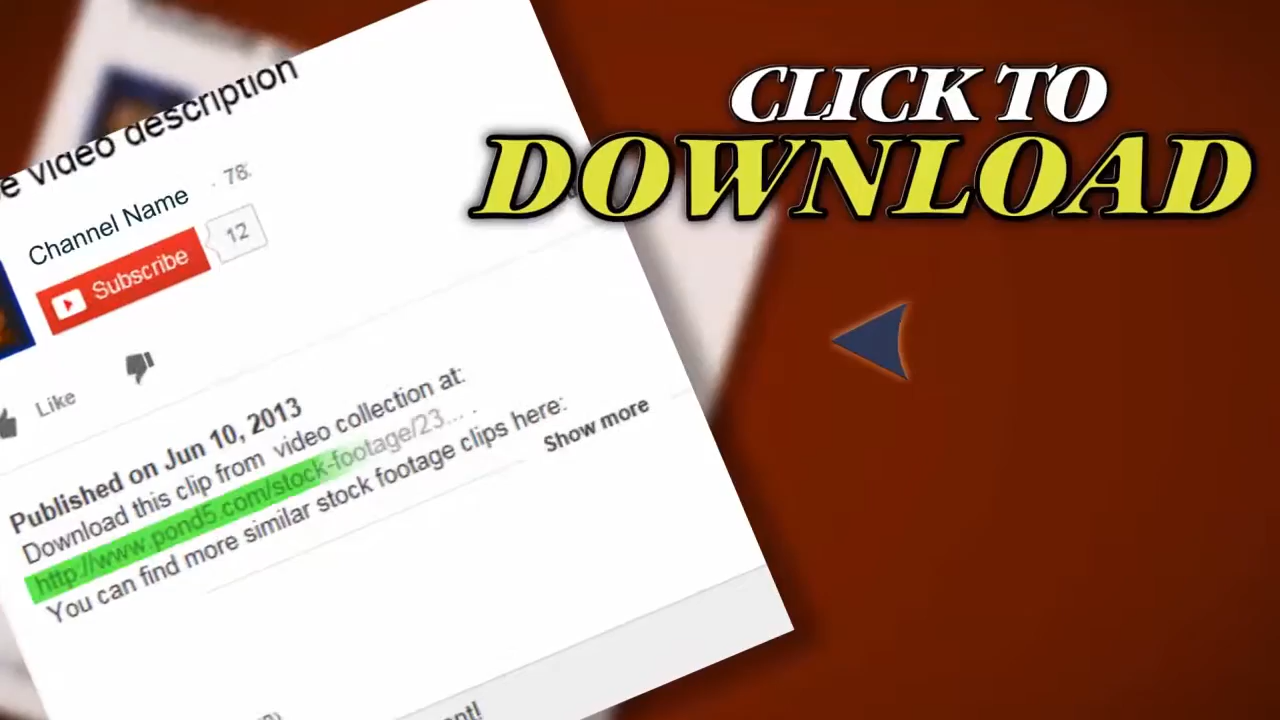 CLICK TO
DOWNLOAD
video description
Channel Name
78
Subscribe
12
Like
Published on Jun 10, 2013
Download this clip from video collection at:
http://www.pond5.com/stock-footage/23...
You can find more similar stock footage clips here:
Show more